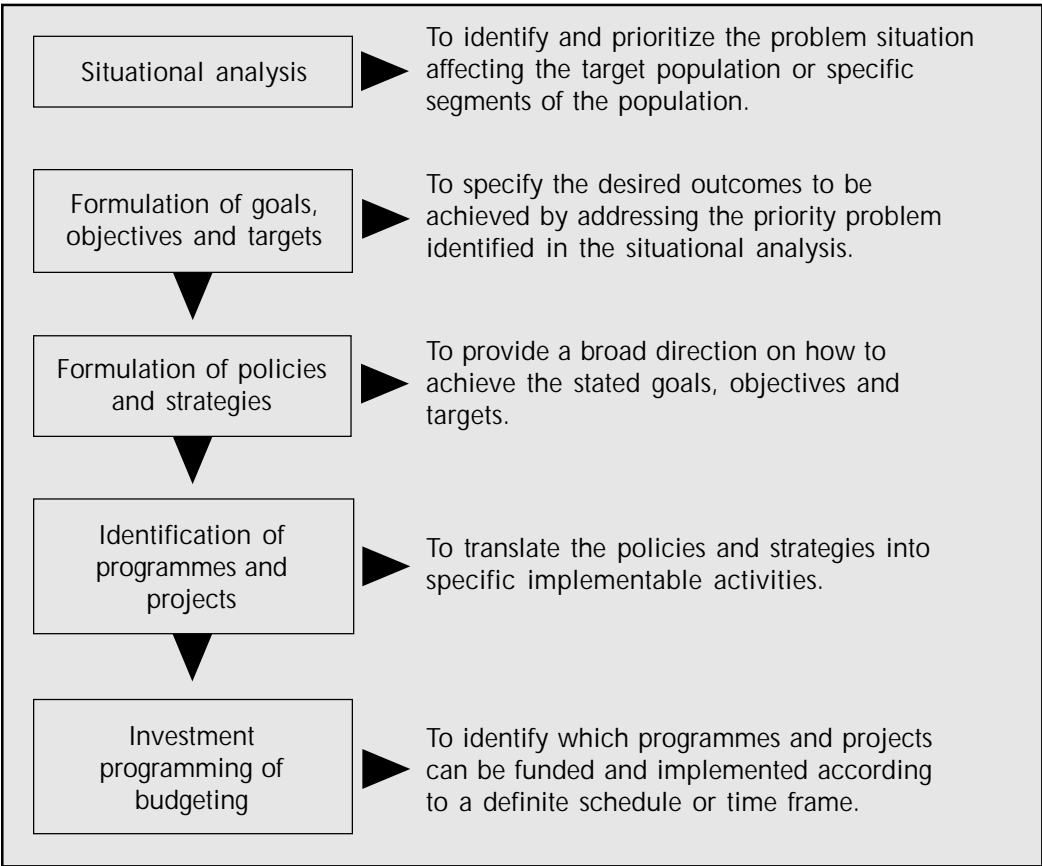 Situational analysis
To identify and prioritize the problem situation
affecting the target population or specific
segments of the population.
Formulation of goals,
objectives and targets
To specify the desired outcomes to be
achieved by addressing the priority problem
identified in the situational analysis.
Formulation of policies
and strategies
To provide a broad direction on how to
achieve the stated goals, objectives and
targets.
Identification of
programmes and
projects
To translate the policies and strategies into
specific implementable activities.
Investment
programming of
budgeting
To identify which programmes and projects
can be funded and implemented according
to a definite schedule or time frame.